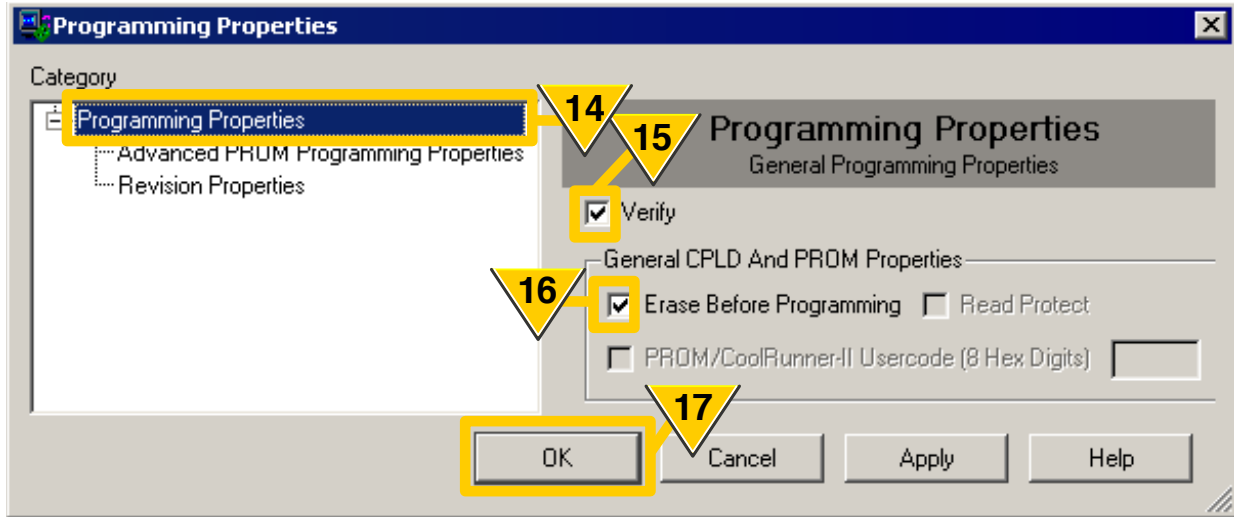 Programming Properties
Category
Programming Properties
Advanced PROM Programming Properties
Revision Properties
14
15
Programming Properties
General Programming Properties
Verify
General CPLD And PROM Properties
16
Erase Before Programming Read Protect
PROM/CoolRunner-II Usercode (8 Hex Digits)
17
OK Cancel Apply Help